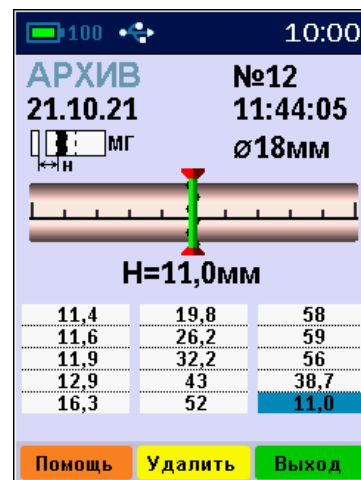 100 10:00
АРХИВ №12
21.10.21 11:44:05
МГ ⌀18мм
H
H=11,0мм
11,4 19,8 58
11,6 26,2 59
11,9 32,2 56
12,9 43 38,7
16,3 52 11,0
Помощь Удалить Выход